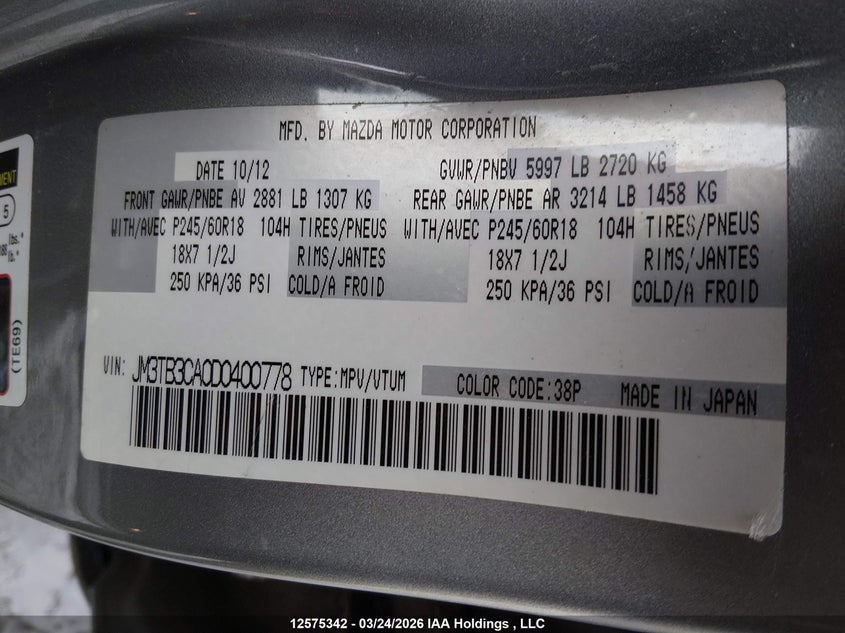 MFD. BY MAZDA MOTOR CORPORATION
DATE 10/12 GVWR/PNBV 5997 LB 2720 KG
FRONT GAWR/PNBE AV 2881 LB 1307 KG REAR GAWR/PNBE AR 3214 LB 1458 KG
WITH/AVEC P245/60R18 104H TIRES/PNEUS WITH/AVEC P245/60R18 104H TIRES/PNEUS
18X7 1/2J RIMS/JANTES 18X7 1/2J RIMS/JANTES
250 KPA/36 PSI COLD/A FROID 250 KPA/36 PSI COLD/A FROID
VIN: JM3TB3CA0D0400778 TYPE:MPV/VTUM COLOR CODE:38P MADE IN JAPAN
5
lbs.*
lb.*
(TE69)
12575342 - 03/24/2026 IAA Holdings , LLC